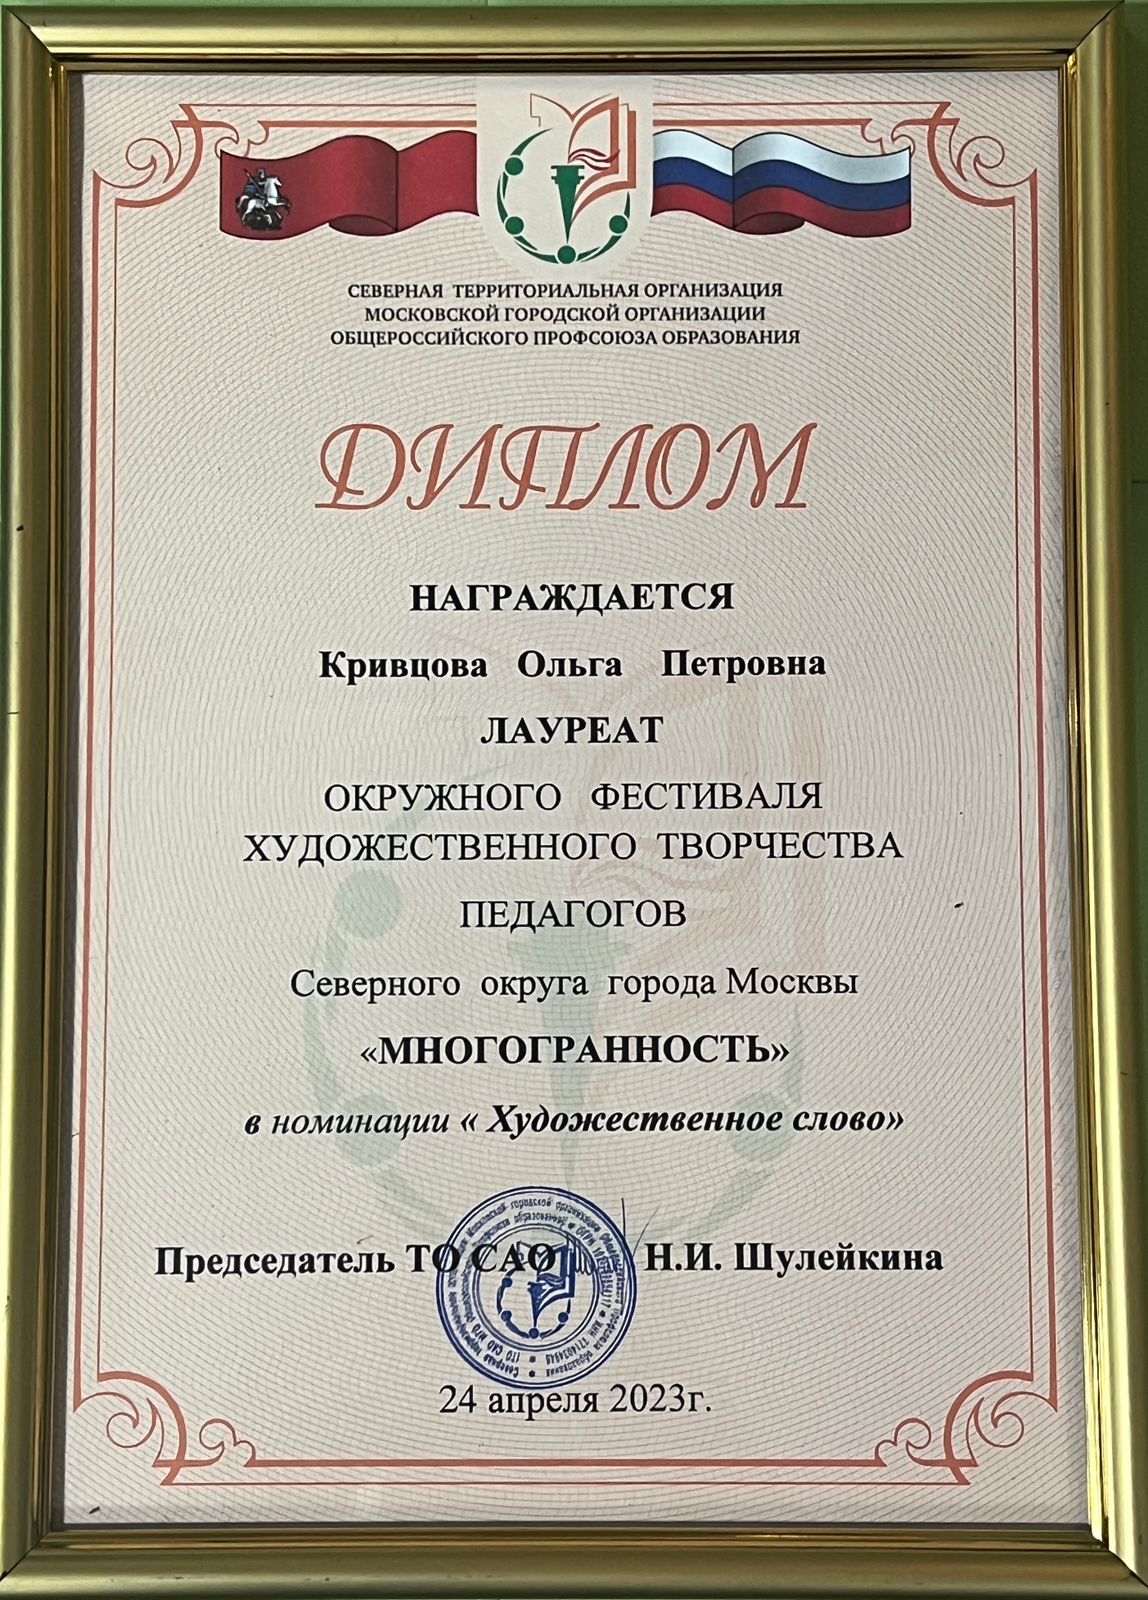 СЕВЕРНАЯ ТЕРРИТОРИАЛЬНАЯ ОРГАНИЗАЦИЯ
МОСКОВСКОЙ ГОРОДСКОЙ ОРГАНИЗАЦИИ
ОБЩЕРОССИЙСКОГО ПРОФСОЮЗА ОБРАЗОВАНИЯ
ДИПЛОМ
НАГРАЖДАЕТСЯ
Кривцова Ольга Петровна
ЛАУРЕАТ
ОКРУЖНОГО ФЕСТИВАЛЯ
ХУДОЖЕСТВЕННОГО ТВОРЧЕСТВА
ПЕДАГОГОВ
Северного округа города Москвы
«МНОГОГРАННОСТЬ»
в номинации « Художественное слово»
Председатель ТО САО Н.И. Шулейкина
24 апреля 2023г.